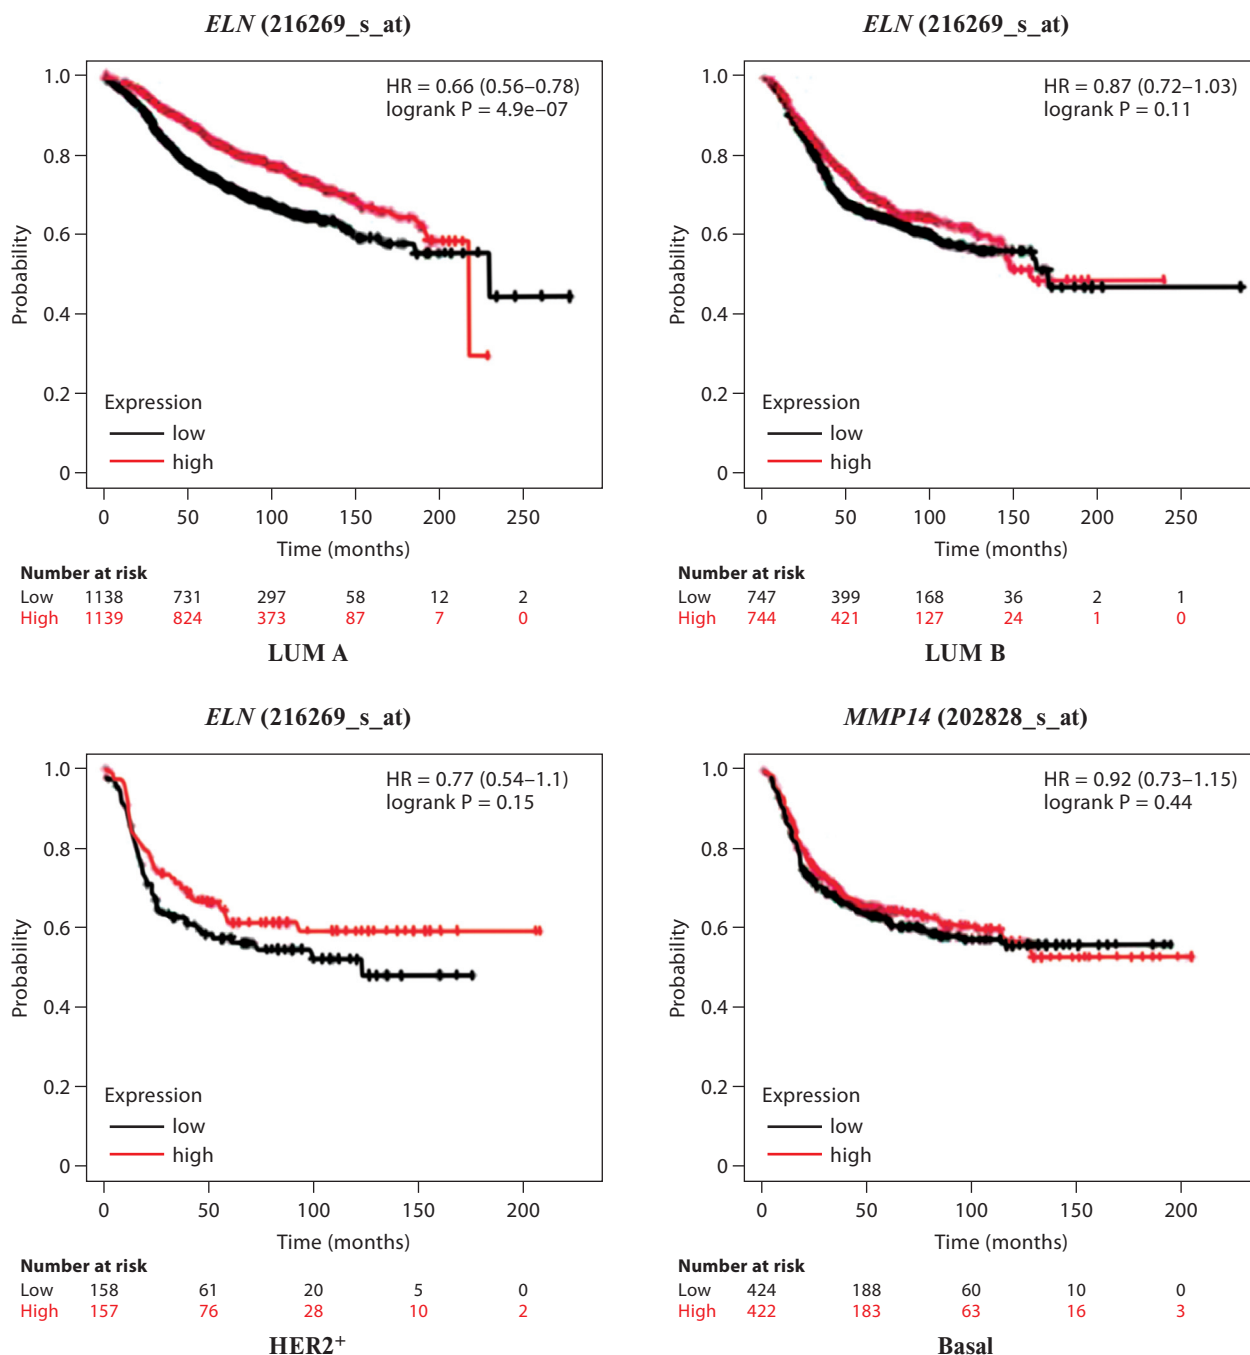 ELN (216269_s_at)
HR = 0.66 (0.56–0.78)
logrank P = 4.9e–07
Probability
1.0
0.8
0.6
0.4
0.2
0
Expression
low
high
0 50 100 150 200 250
Time (months)
Number at risk
Low 1138 731 297 58 12 2
High 1139 824 373 87 7 0
LUM A
ELN (216269_s_at)
HR = 0.87 (0.72–1.03)
logrank P = 0.11
Probability
1.0
0.8
0.6
0.4
0.2
0
Expression
low
high
0 50 100 150 200 250
Time (months)
Number at risk
Low 747 399 168 36 2 1
High 744 421 127 24 1 0
LUM B
ELN (216269_s_at)
HR = 0.77 (0.54–1.1)
logrank P = 0.15
Probability
1.0
0.8
0.6
0.4
0.2
0
Expression
low
high
0 50 100 150 200
Time (months)
Number at risk
Low 158 61 20 5 0
High 157 76 28 10 2
HER2+
MMP14 (202828_s_at)
HR = 0.92 (0.73–1.15)
logrank P = 0.44
Probability
1.0
0.8
0.6
0.4
0.2
0
Expression
low
high
0 50 100 150 200
Time (months)
Number at risk
Low 424 188 60 10 0
High 422 183 63 16 3
Basal